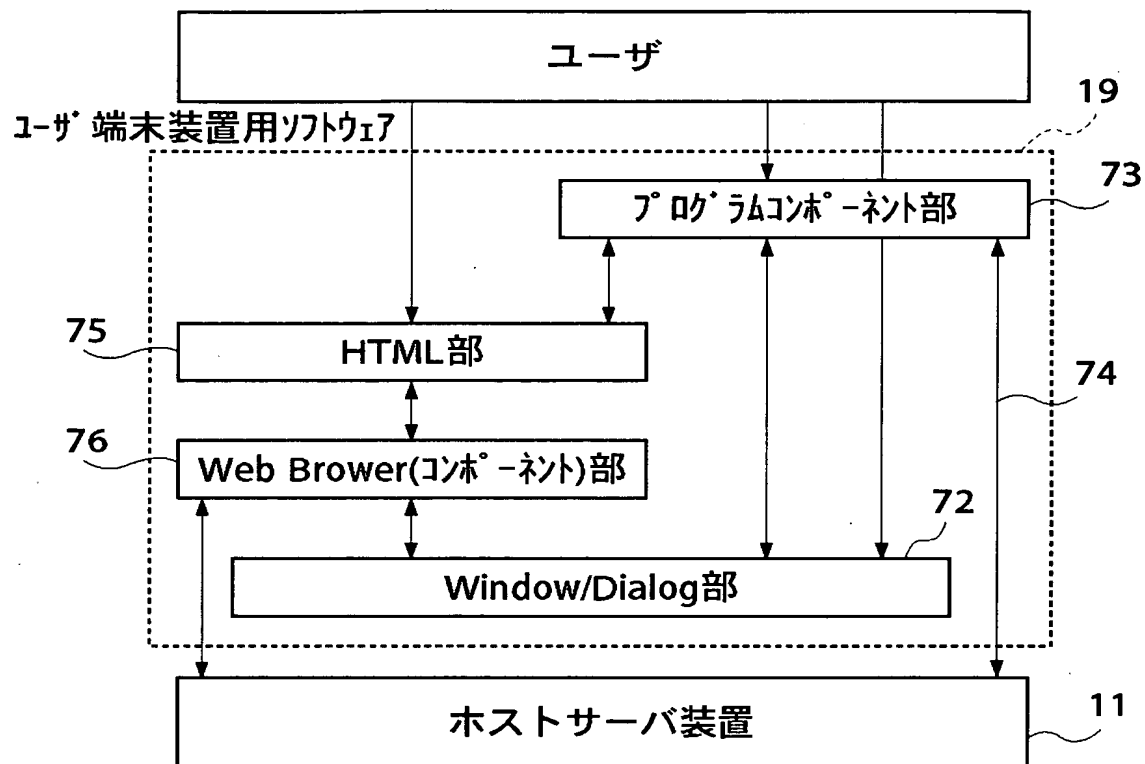 ユーザ
19
ﾕｰｻﾞ端末装置用ｿﾌﾄｳｪｱ
73
ﾌﾟﾛｸﾞﾗﾑｺﾝﾎﾟｰﾈﾝﾄ部
75
HTML部
74
76
Web Brower(ｺﾝﾎﾟｰﾈﾝﾄ)部
72
Window/Dialog部
ホストサーバ装置
11